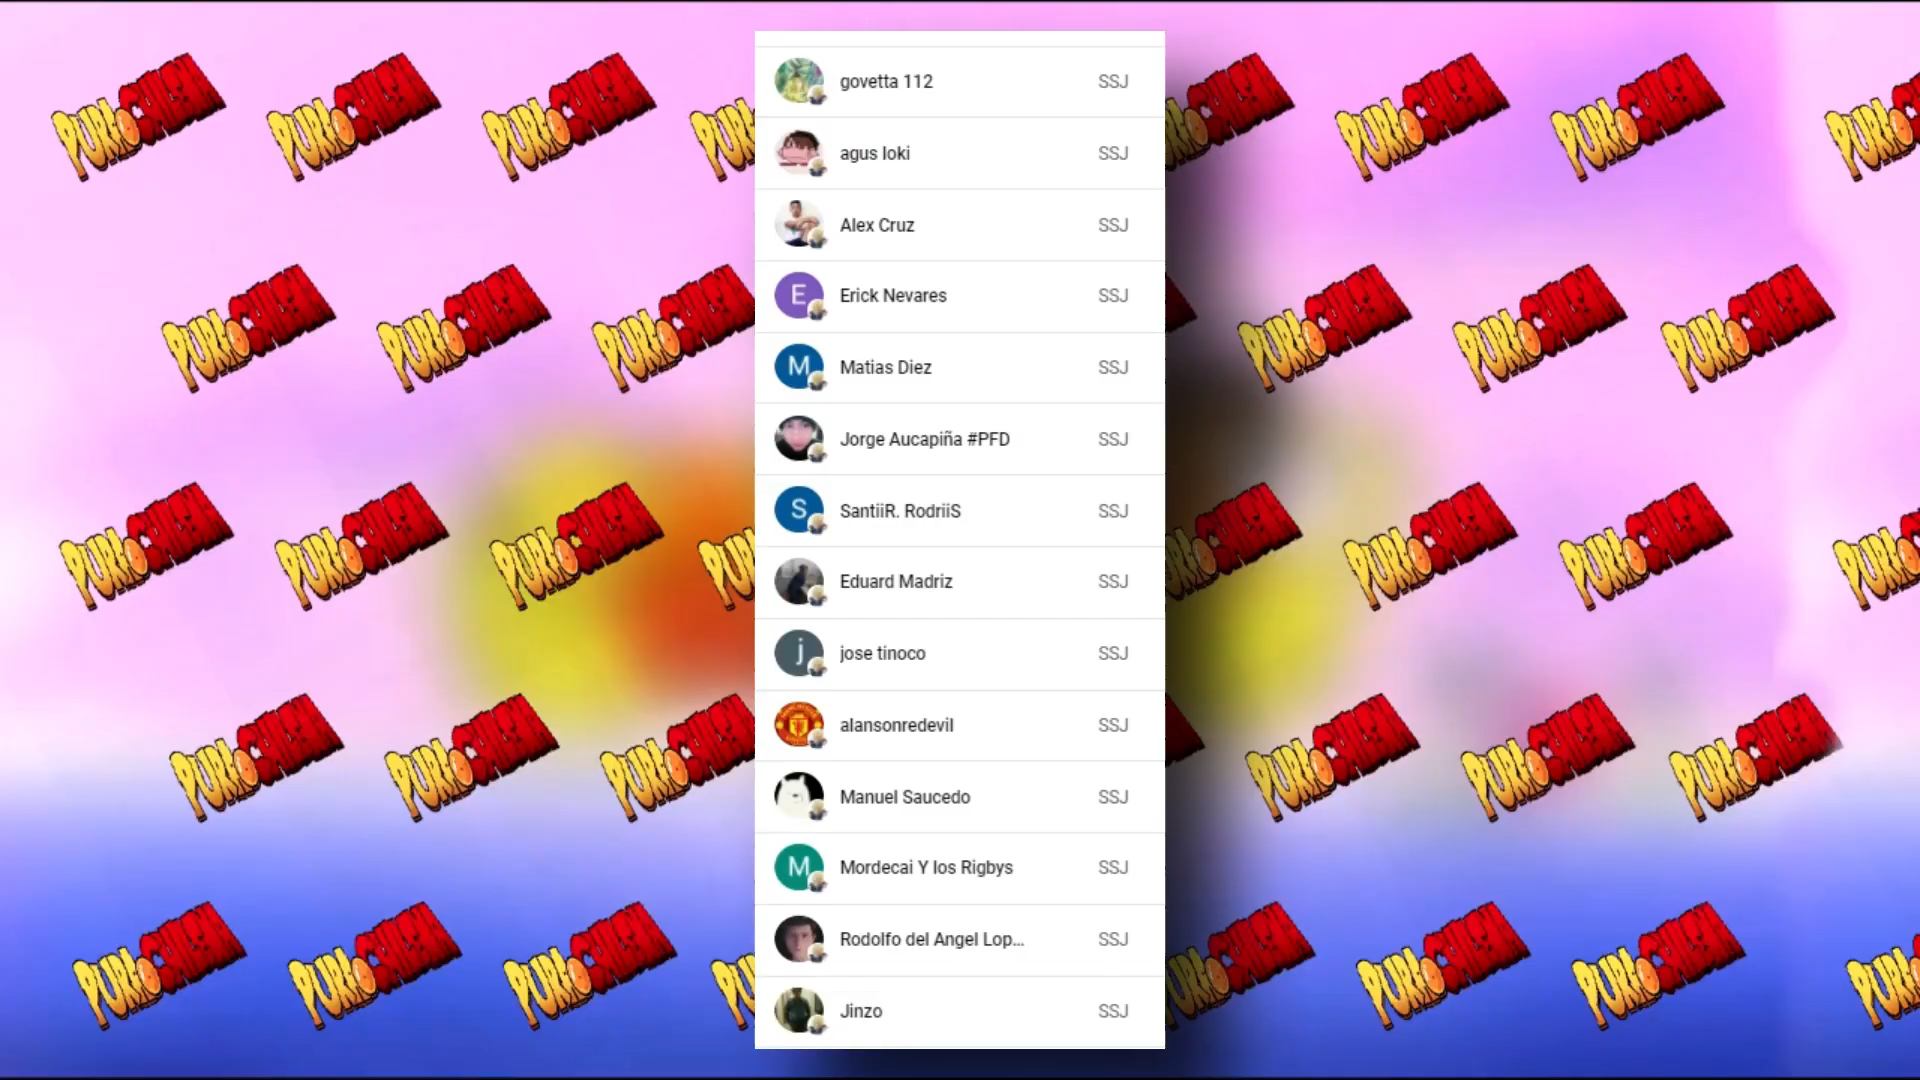 govetta 112 SSJ
agus loki SSJ
Alex Cruz SSJ
E Erick Nevares SSJ
M Matias Diez SSJ
Jorge Aucapiña #PFD SSJ
S SantiiR. RodriiS SSJ
Eduard Madriz SSJ
j jose tinoco SSJ
alansonredevil SSJ
Manuel Saucedo SSJ
M Mordecai Y los Rigbys SSJ
Rodolfo del Angel Lop... SSJ
Jinzo SSJ